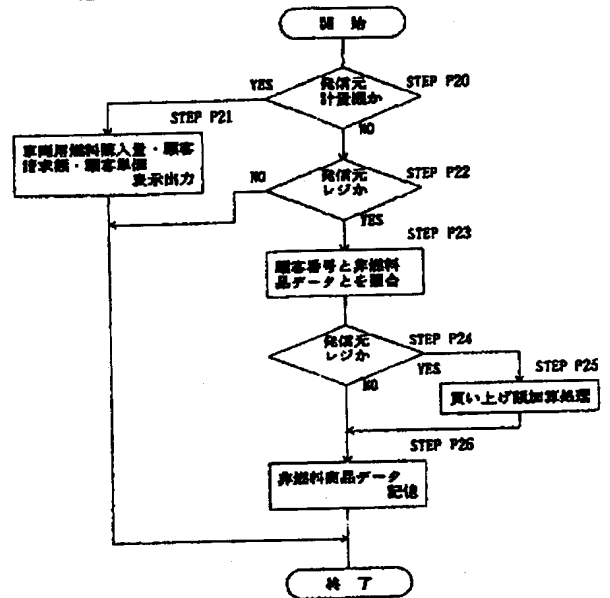 開 始
発信元
計量機か
STEP P20
YES
NO
STEP P21
車両用燃料購入量・顧客
請求額・顧客単価
表示出力
発信元
レジか
STEP P22
NO
YES
STEP P23
顧客番号と非燃料
品データとを照合
発信元
レジか
STEP P24
YES
NO
STEP P25
買い上げ額加算処理
STEP P26
非燃料商品データ
記憶
終 了